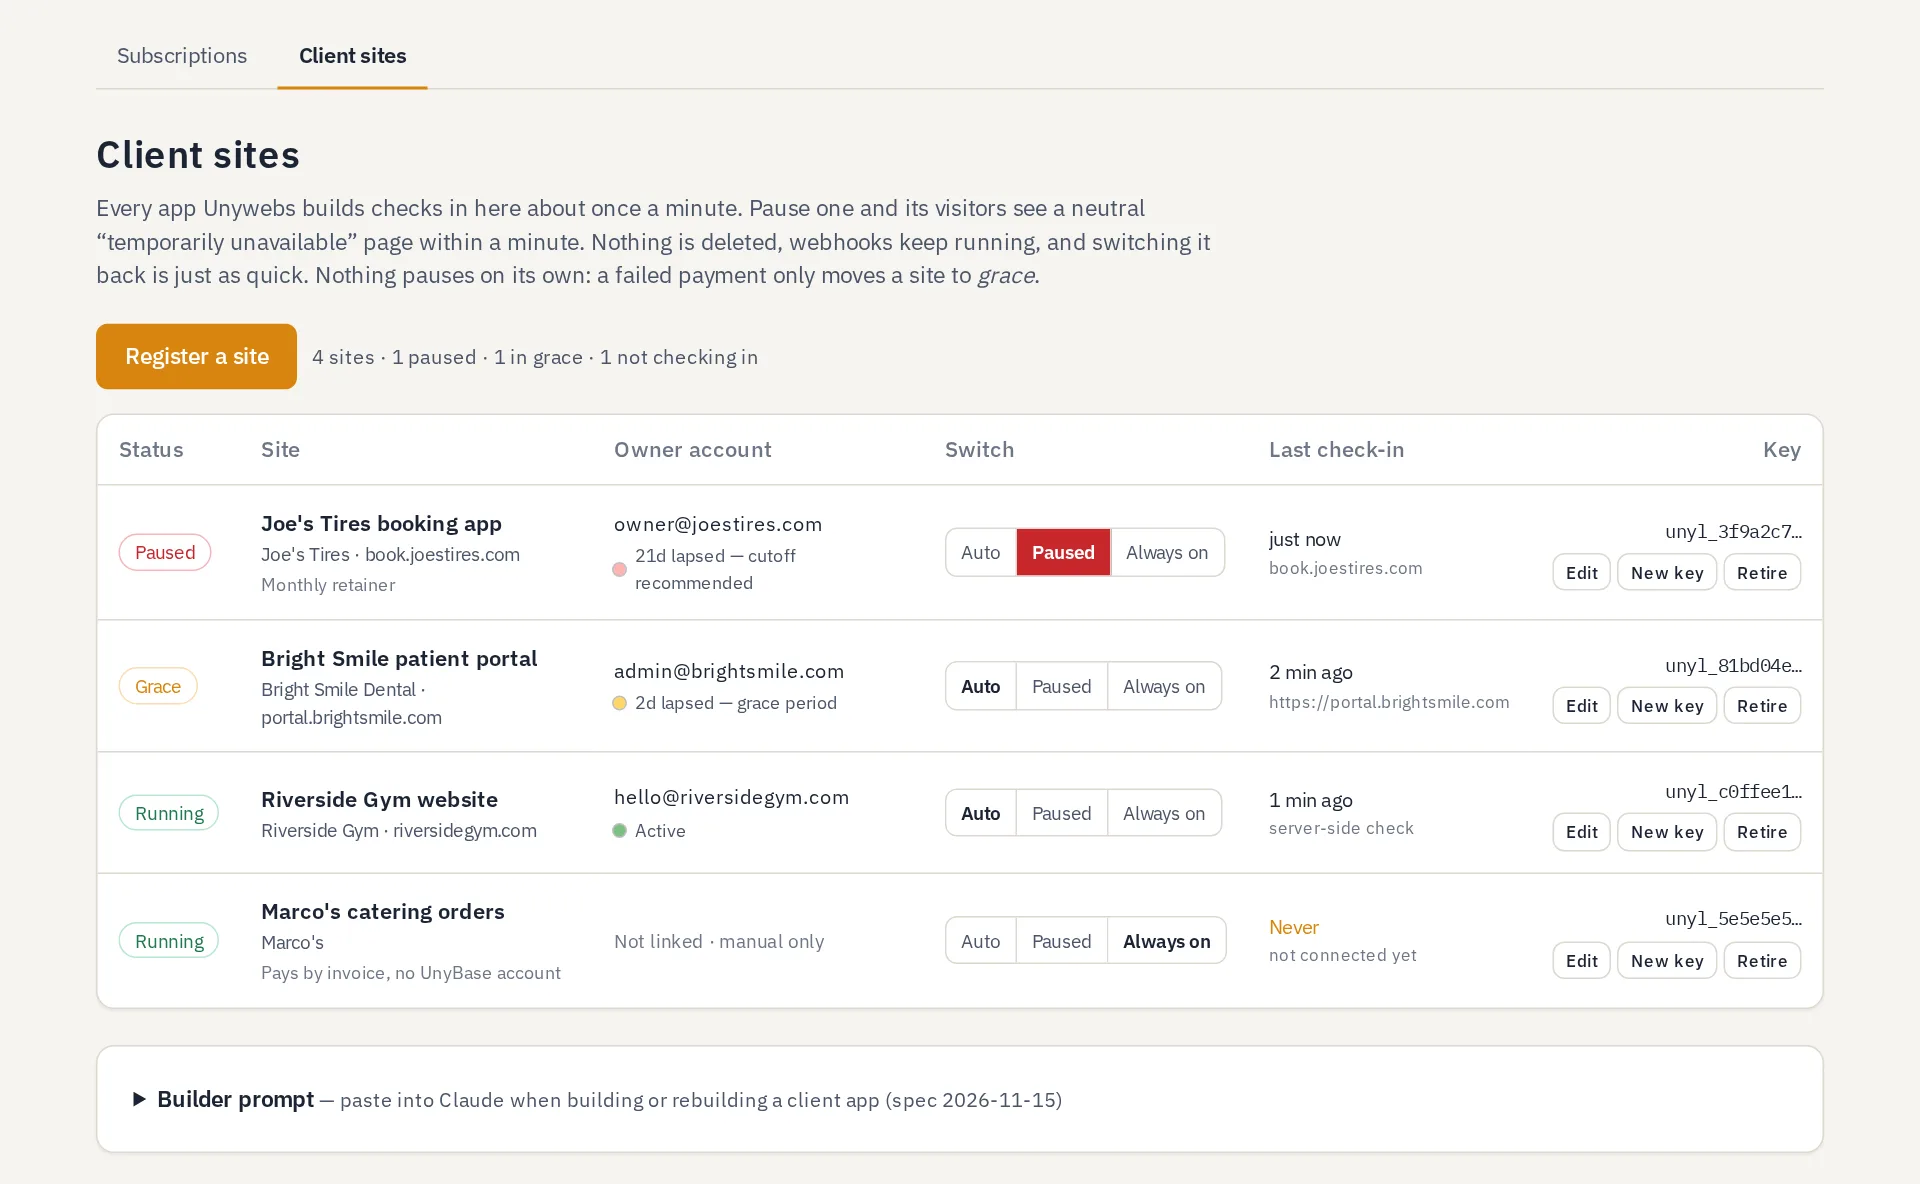 Subscriptions
Client sites
Client sites
Every app Unywebs builds checks in here about once a minute. Pause one and its visitors see a neutral
“temporarily unavailable” page within a minute. Nothing is deleted, webhooks keep running, and switching it
back is just as quick. Nothing pauses on its own: a failed payment only moves a site to grace.
Register a site
4 sites · 1 paused · 1 in grace · 1 not checking in
Status
Site
Owner account
Switch
Last check-in
Key
Paused
Joe's Tires booking app
Joe's Tires · book.joestires.com
Monthly retainer
owner@joestires.com
21d lapsed — cutoff
recommended
Auto
Paused
Always on
just now
book.joestires.com
unyl_3f9a2c7…
Edit
New key
Retire
Grace
Bright Smile patient portal
Bright Smile Dental ·
portal.brightsmile.com
admin@brightsmile.com
2d lapsed — grace period
Auto
Paused
Always on
2 min ago
https://portal.brightsmile.com
unyl_81bd04e…
Edit
New key
Retire
Running
Riverside Gym website
Riverside Gym · riversidegym.com
hello@riversidegym.com
Active
Auto
Paused
Always on
1 min ago
server-side check
unyl_c0ffee1…
Edit
New key
Retire
Running
Marco's catering orders
Marco's
Pays by invoice, no UnyBase account
Not linked · manual only
Auto
Paused
Always on
Never
not connected yet
unyl_5e5e5e5…
Edit
New key
Retire
Builder prompt — paste into Claude when building or rebuilding a client app (spec 2026-11-15)